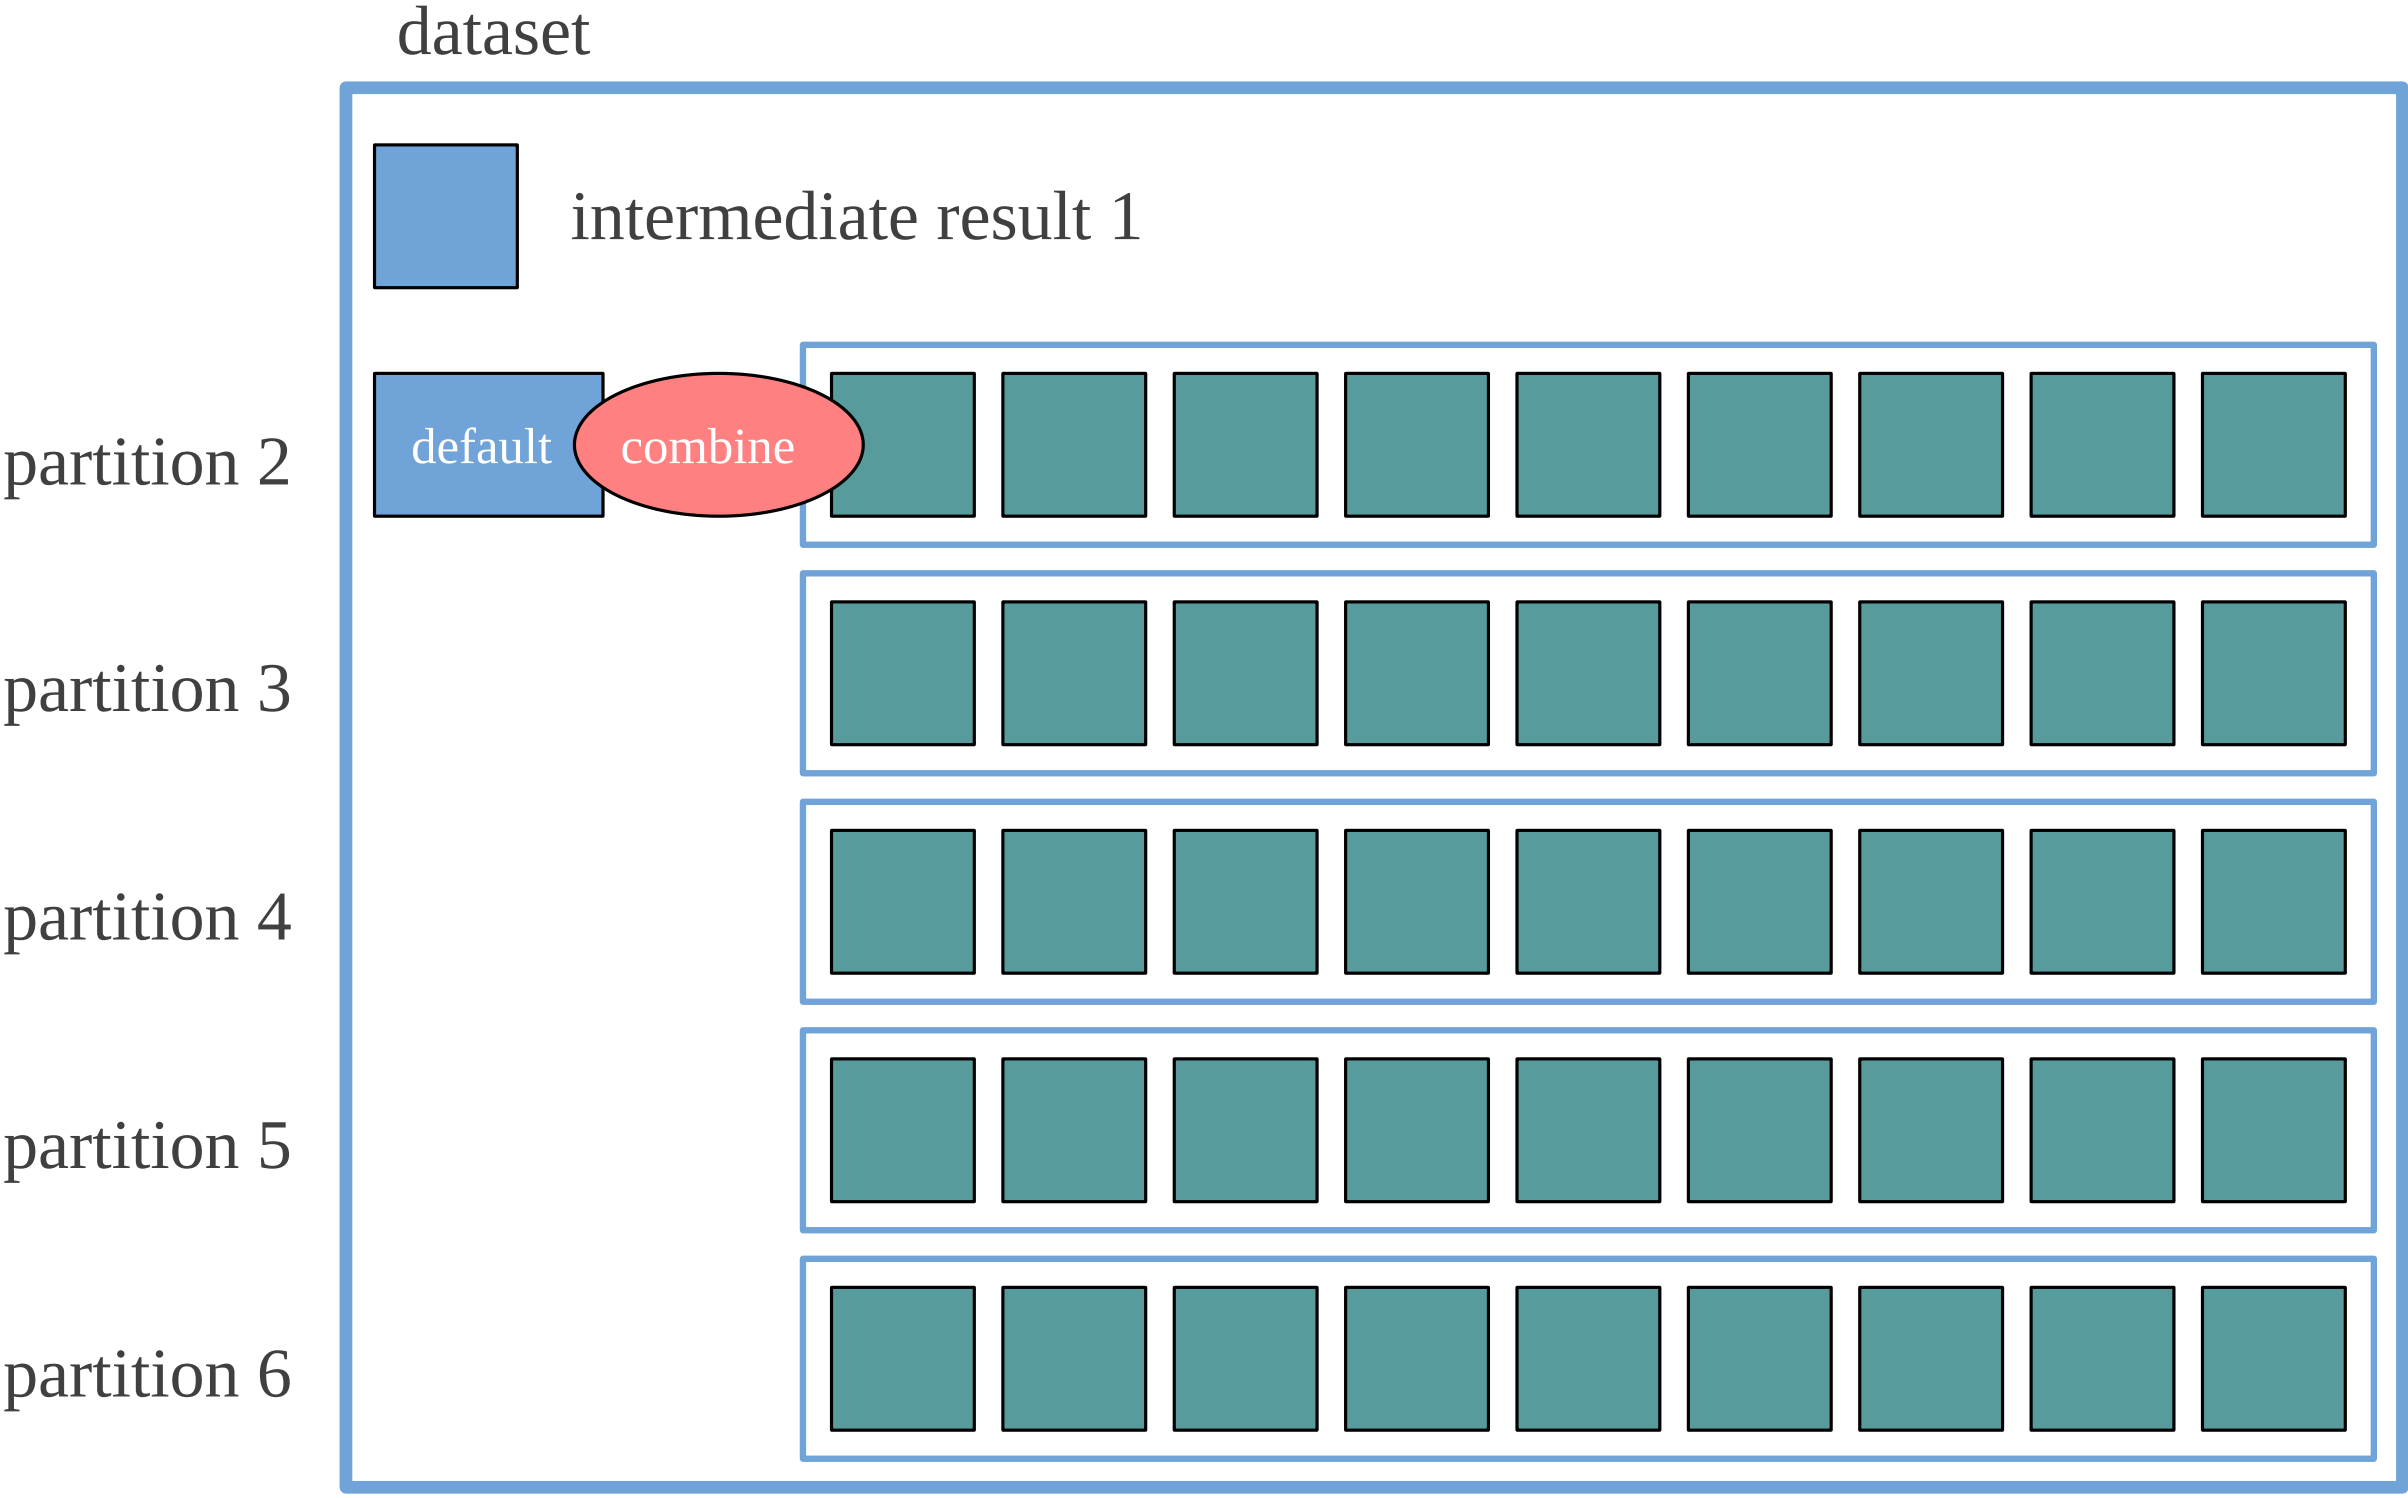 dataset
intermediate result 1
partition 2
default
combine
partition 3
partition 4
partition 5
partition 6